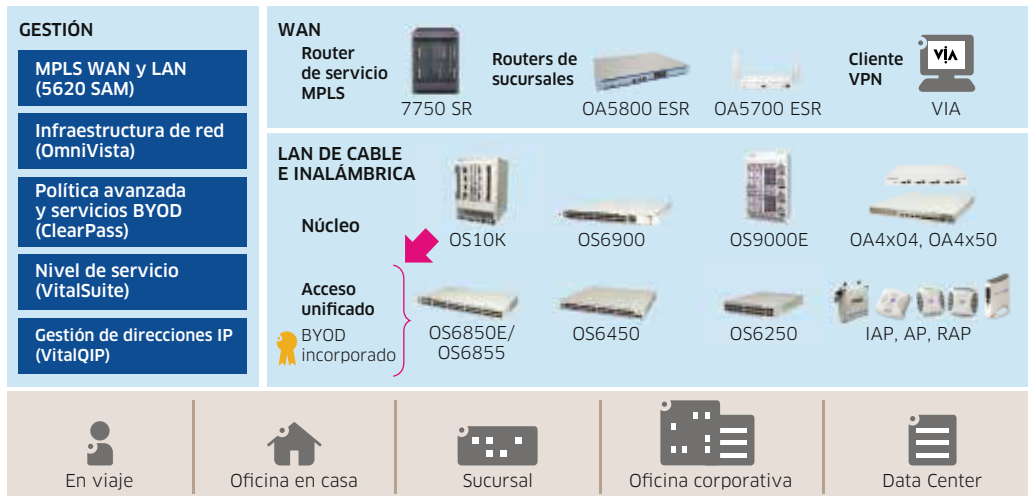 GESTIÓN
MPLS WAN y LAN
(5620 SAM)
Infraestructura de red
(OmniVista)
Política avanzada
y servicios BYOD
(ClearPass)
Nivel de servicio
(VitalSuite)
Gestión de direcciones IP
(VitalQIP)
WAN
Router
de servicio
MPLS
7750 SR
Routers de
sucursales
OA5800 ESR
OA5700 ESR
Cliente
VPN
VIA
VIA
LAN DE CABLE
E INALÁMBRICA
Núcleo
OS10K
OS6900
OS9000E
OA4x04, OA4x50
Acceso
unificado
BYOD
incorporado
OS6850E/
OS6855
OS6450
OS6250
IAP, AP, RAP
En viaje
Oficina en casa
Sucursal
Oficina corporativa
Data Center